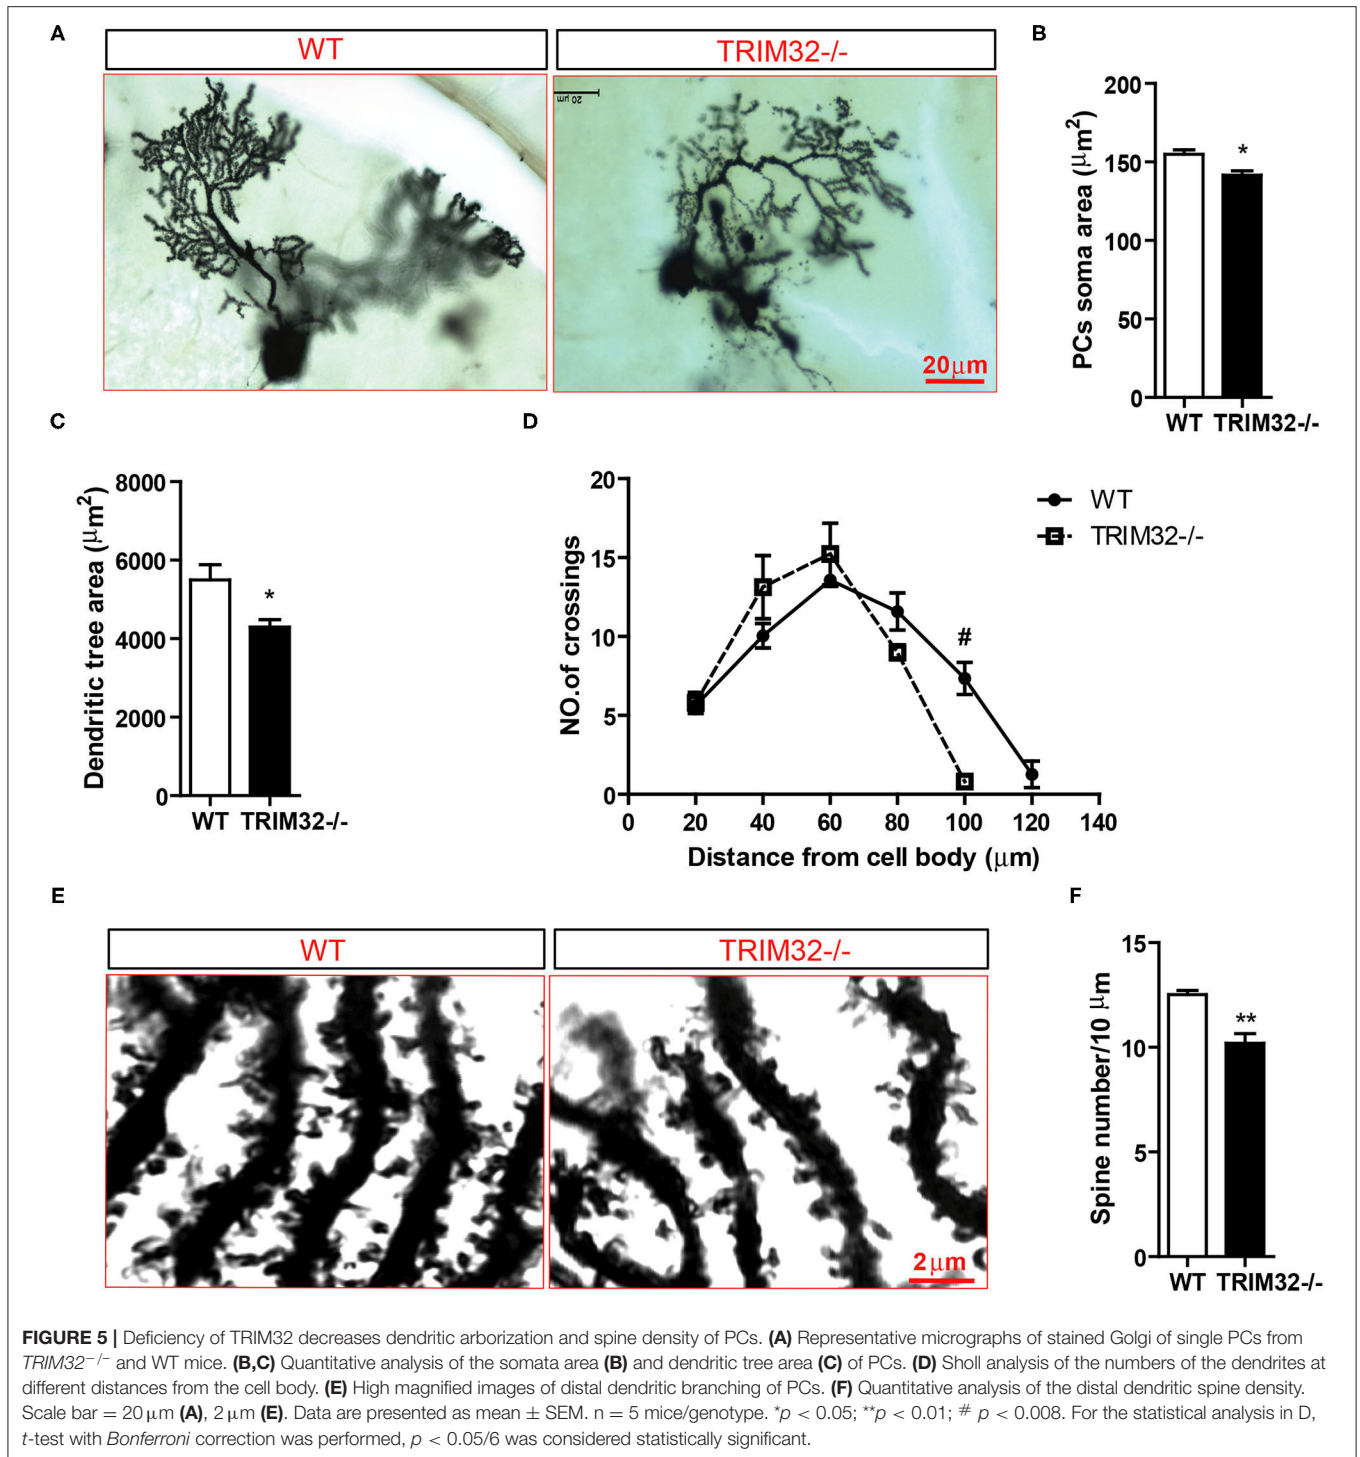 A
WT
TRIM32-/-
20 μm
20μm
B
PCs soma area (μm²)
200
150
100
50
0
*
WT TRIM32-/-
C
Dendritic tree area (μm²)
8000
6000
4000
2000
0
*
WT TRIM32-/-
D
NO.of crossings
20
15
10
5
0
#
0 20 40 60 80 100 120 140
Distance from cell body (μm)
WT
TRIM32-/-
E
WT
TRIM32-/-
2μm
F
Spine number/10 μm
15
10
5
0
**
WT TRIM32-/-
FIGURE 5 | Deficiency of TRIM32 decreases dendritic arborization and spine density of PCs. (A) Representative micrographs of stained Golgi of single PCs from
TRIM32⁻/⁻ and WT mice. (B,C) Quantitative analysis of the somata area (B) and dendritic tree area (C) of PCs. (D) Sholl analysis of the numbers of the dendrites at
different distances from the cell body. (E) High magnified images of distal dendritic branching of PCs. (F) Quantitative analysis of the distal dendritic spine density.
Scale bar = 20 μm (A), 2 μm (E). Data are presented as mean ± SEM. n = 5 mice/genotype. *p < 0.05; **p < 0.01; # p < 0.008. For the statistical analysis in D,
t-test with Bonferroni correction was performed, p < 0.05/6 was considered statistically significant.